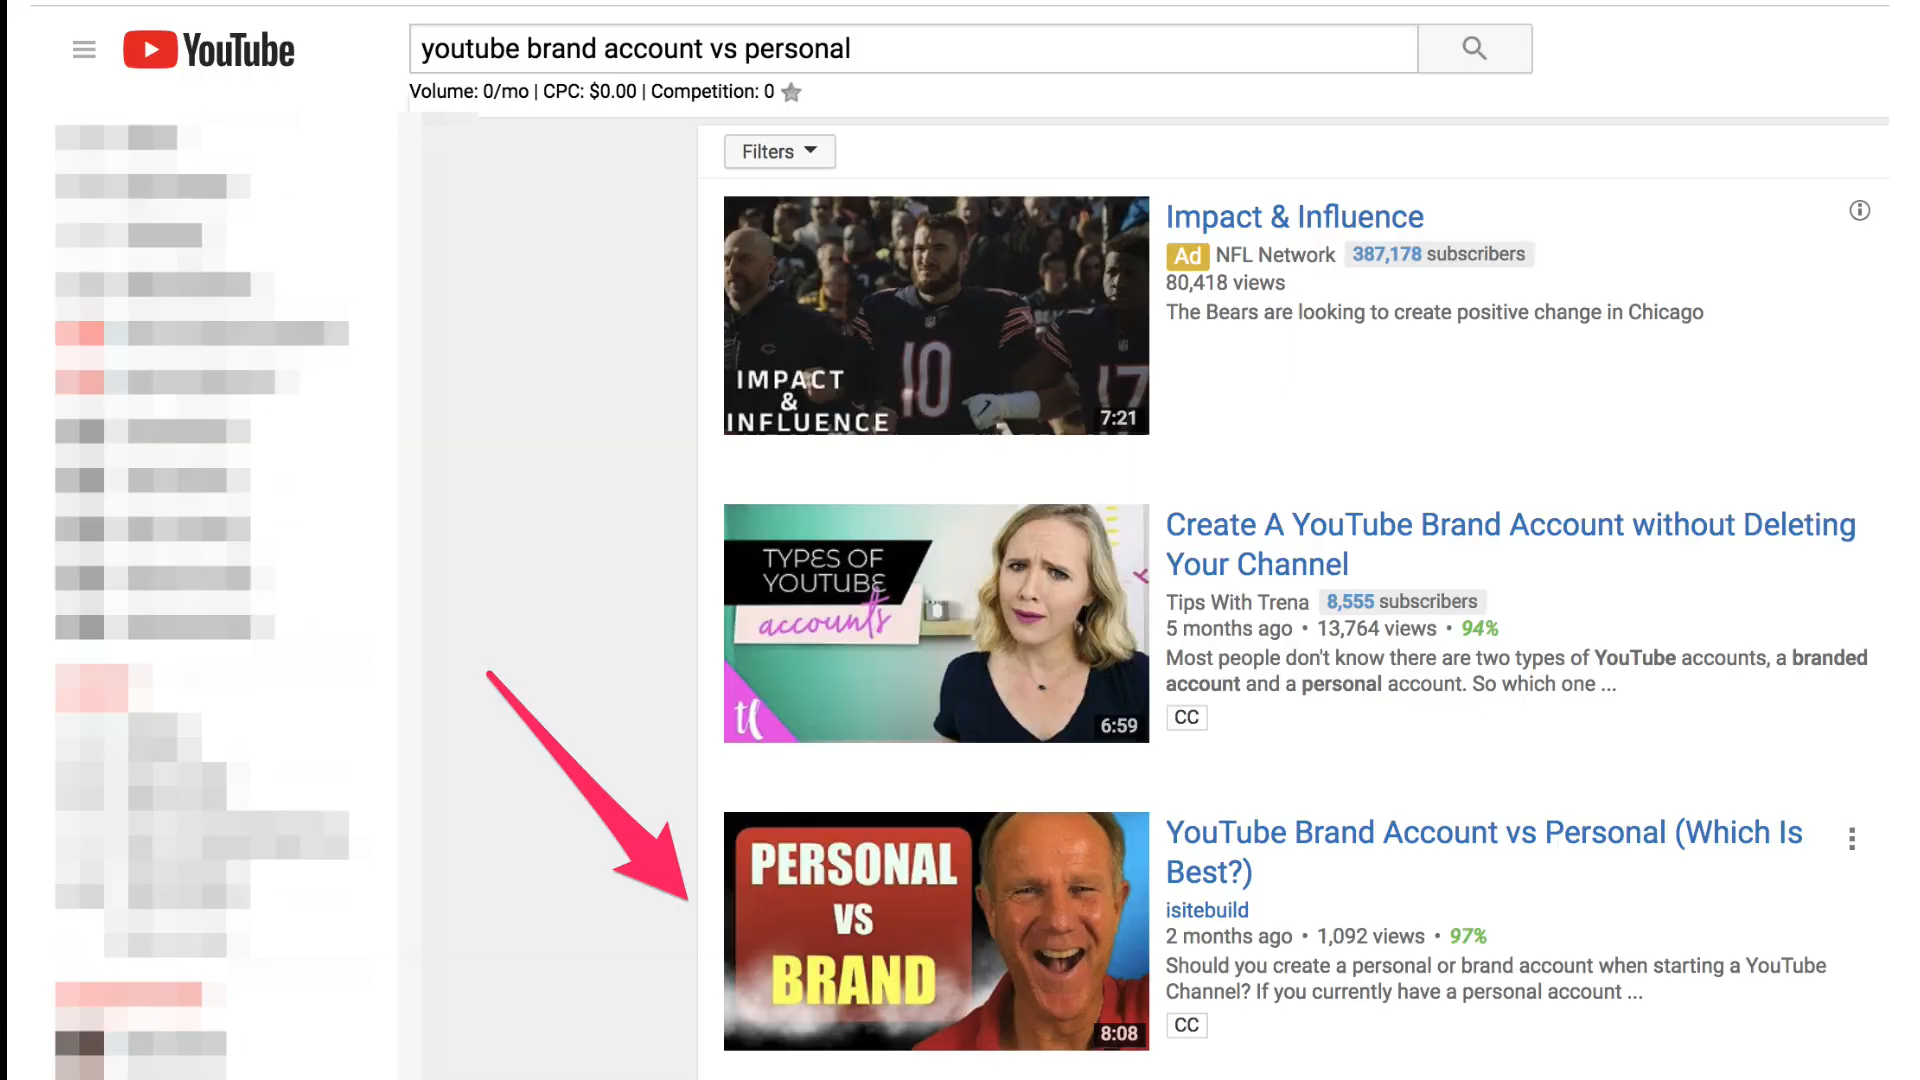 YouTube
youtube brand account vs personal
Volume: 0/mo | CPC: $0.00 | Competition: 0
Filters
IMPACT
&
INFLUENCE
10
17
7:21
Impact & Influence
Ad NFL Network 387,178 subscribers
80,418 views
The Bears are looking to create positive change in Chicago
TYPES OF
YOUTUBE
accounts
tl
6:59
Create A YouTube Brand Account without Deleting
Your Channel
Tips With Trena 8,555 subscribers
5 months ago • 13,764 views • 94%
Most people don't know there are two types of YouTube accounts, a branded
account and a personal account. So which one ...
CC
PERSONAL
VS
BRAND
8:08
YouTube Brand Account vs Personal (Which Is
Best?)
isitebuild
2 months ago • 1,092 views • 97%
Should you create a personal or brand account when starting a YouTube
Channel? If you currently have a personal account ...
CC